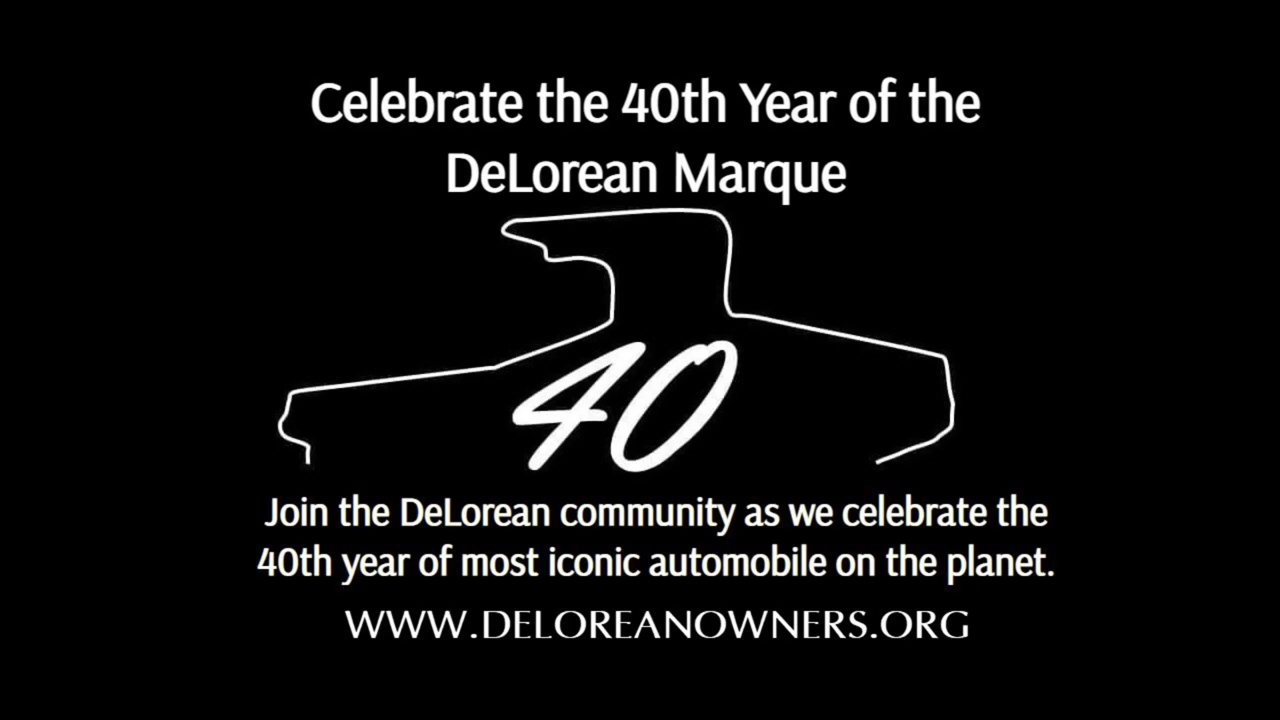 Celebrate the 40th Year of the
DeLorean Marque
40
Join the DeLorean community as we celebrate the
40th year of most iconic automobile on the planet.
WWW.DELOREANOWNERS.ORG